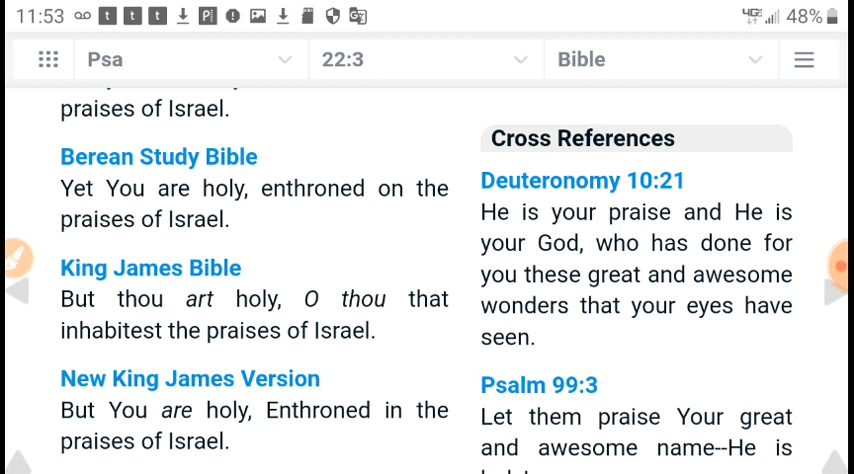 11:53
48%
Psa
22:3
Bible
praises of Israel.
Berean Study Bible
Yet You are holy, enthroned on the
praises of Israel.
King James Bible
But thou art holy, O thou that
inhabitest the praises of Israel.
New King James Version
But You are holy, Enthroned in the
praises of Israel.
Cross References
Deuteronomy 10:21
He is your praise and He is
your God, who has done for
you these great and awesome
wonders that your eyes have
seen.
Psalm 99:3
Let them praise Your great
and awesome name--He is